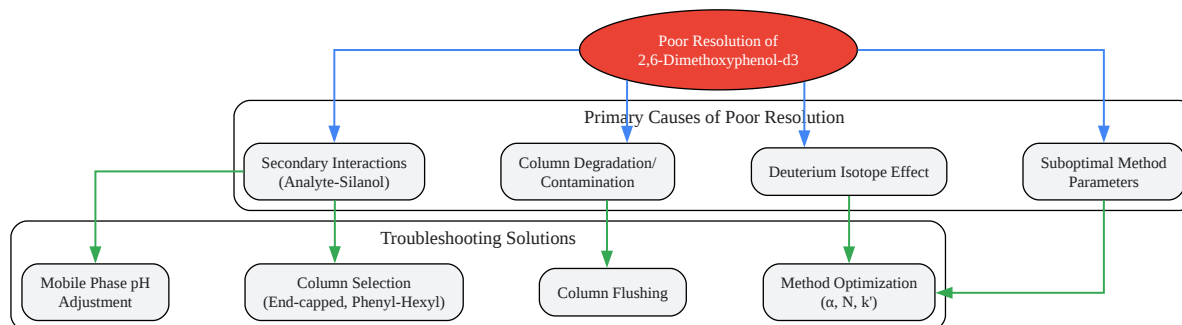 Poor Resolution of
2,6-Dimethoxyphenol-d3
Primary Causes of Poor Resolution
Secondary Interactions
(Analyte-Silanol)
Column Degradation/
Contamination
Deuterium Isotope Effect
Suboptimal Method
Parameters
Troubleshooting Solutions
Mobile Phase pH
Adjustment
Column Selection
(End-capped, Phenyl-Hexyl)
Column Flushing
Method Optimization
(α, N, k')